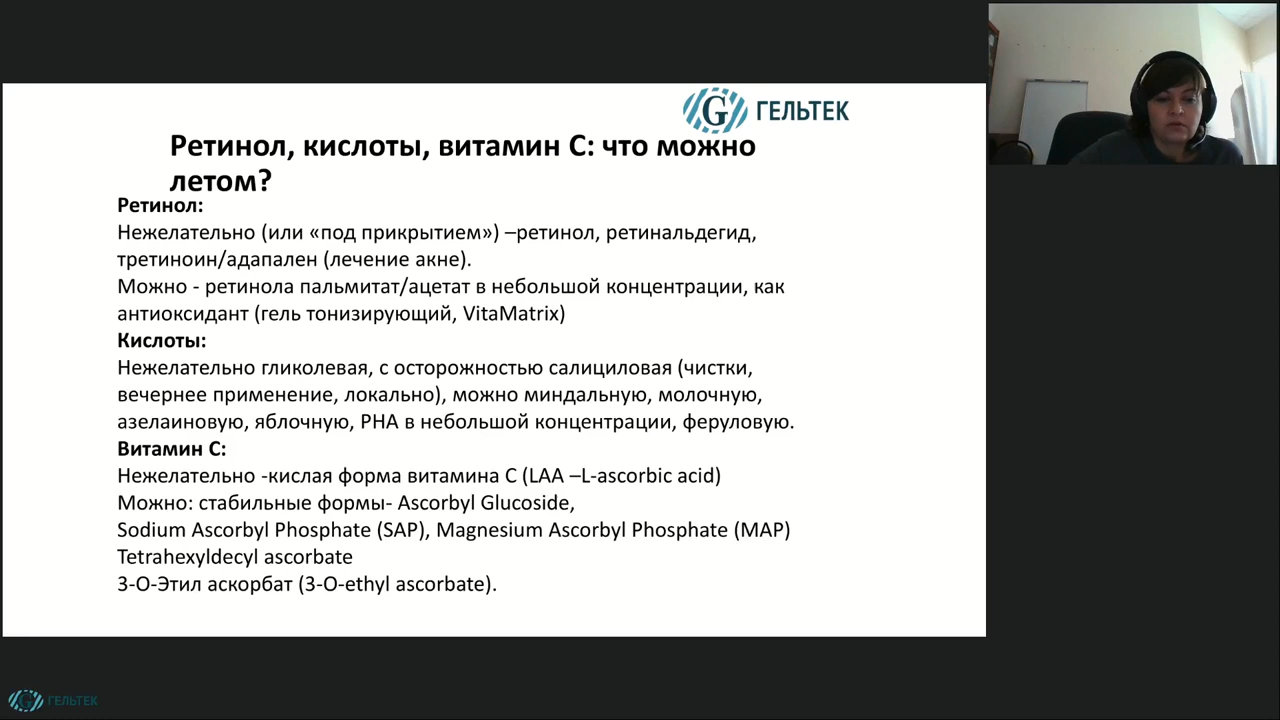 ГЕЛЬТЕК
Ретинол, кислоты, витамин С: что можно
летом?
Ретинол:
Нежелательно (или «под прикрытием») –ретинол, ретинальдегид,
третиноин/адапален (лечение акне).
Можно - ретинола пальмитат/ацетат в небольшой концентрации, как
антиоксидант (гель тонизирующий, VitaMatrix)
Кислоты:
Нежелательно гликолевая, с осторожностью салициловая (чистки,
вечернее применение, локально), можно миндальную, молочную,
азелаиновую, яблочную, РНА в небольшой концентрации, феруловую.
Витамин С:
Нежелательно -кислая форма витамина С (LAA –L-ascorbic acid)
Можно: стабильные формы- Ascorbyl Glucoside,
Sodium Ascorbyl Phosphate (SAP), Magnesium Ascorbyl Phosphate (MAP)
Tetrahexyldecyl ascorbate
3-О-Этил аскорбат (3-O-ethyl ascorbate).
ГЕЛЬТЕК